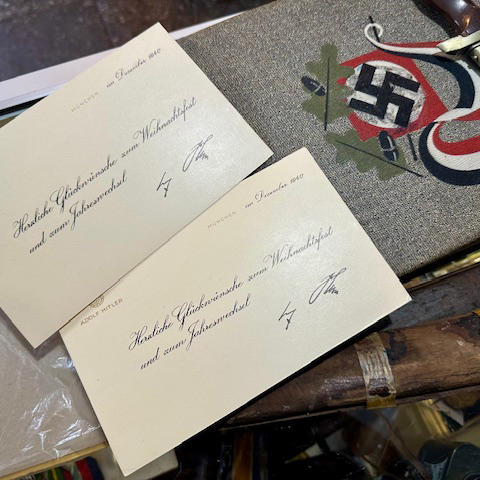 MÜNCHEN im Dezember 1940
Herzliche Glückwünsche zum Weihnachtsfest
und zum Jahreswechsel
MÜNCHEN im Dezember 1940
ADOLF HITLER
Herzliche Glückwünsche zum Weihnachtsfest
und zum Jahreswechsel